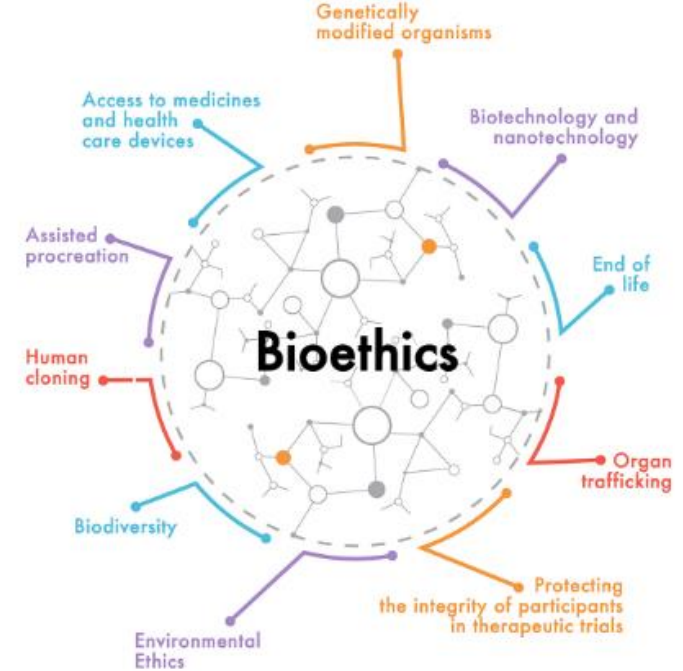 Genetically
modified organisms
Access to medicines
and health
care devices
Biotechnology and
nanotechnology
Assisted
procreation
End of
life
Bioethics
Human
cloning
Organ
trafficking
Biodiversity
Protecting
the integrity of participants
in therapeutic trials
Environmental
Ethics